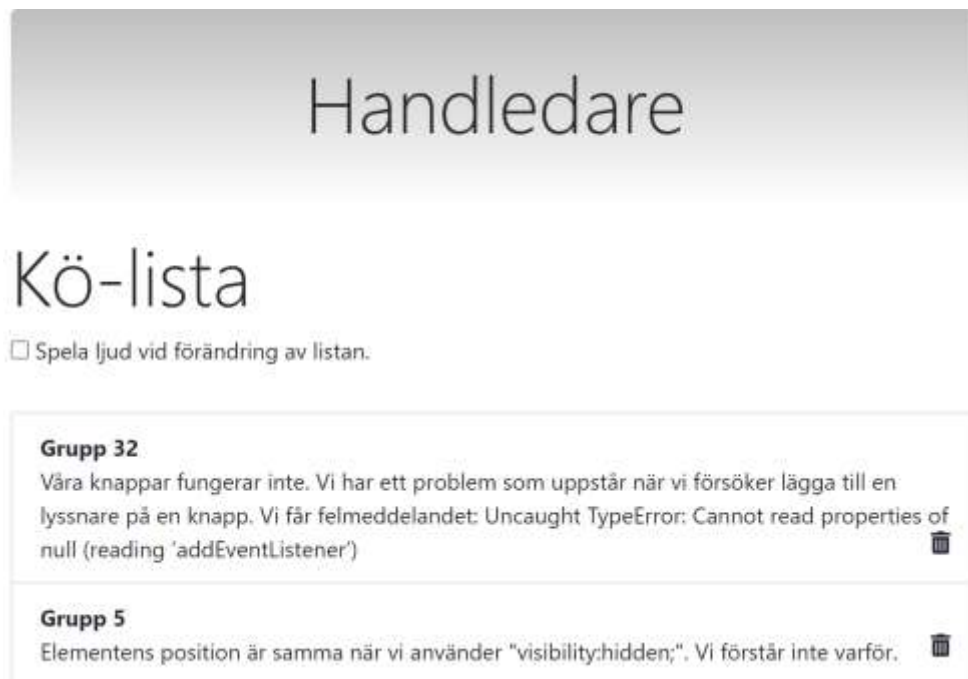 Handledare
Kö-lista
Spela ljud vid förändring av listan.
Grupp 32
Våra knappar fungerar inte. Vi har ett problem som uppstår när vi försöker lägga till en
lyssnare på en knapp. Vi får felmeddelandet: Uncaught TypeError: Cannot read properties of
null (reading ‘addEventListener’)
Grupp 5
Elementens position är samma när vi använder "visibility:hidden;". Vi förstår inte varför.